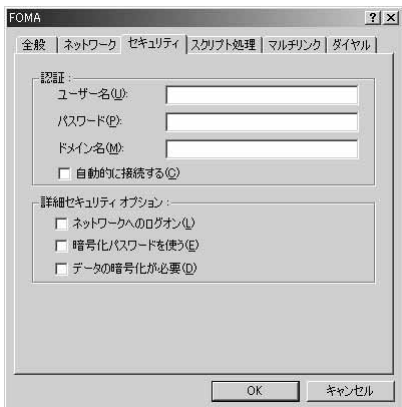 FOMA
全般 ネットワーク セキュリティ スクリプト処理 マルチリンク ダイヤル
認証:
ユーザー名(U):
パスワード(P):
ドメイン名(M):
自動的に接続する(C)
詳細セキュリティ オプション:
ネットワークへのログオン(L)
暗号化パスワードを使う(E)
データの暗号化が必要(D)
OK キャンセル